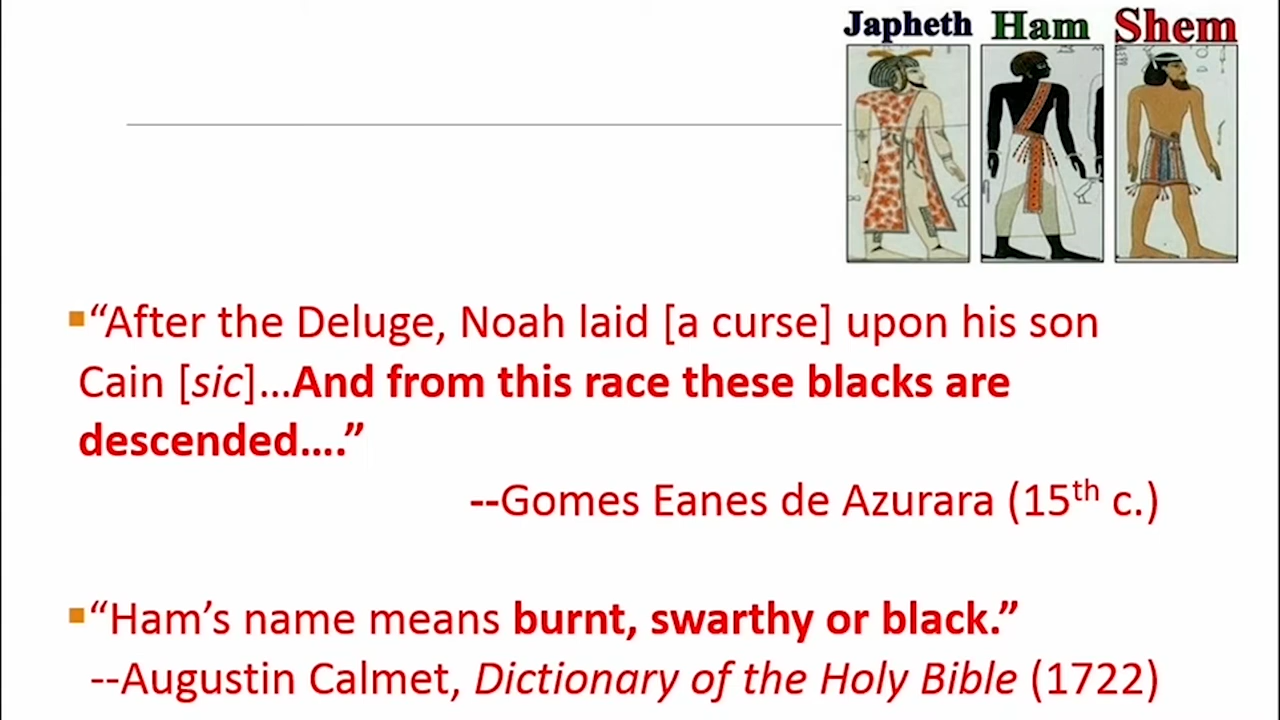 Japheth Ham Shem
“After the Deluge, Noah laid [a curse] upon his son
Cain [sic]…And from this race these blacks are
descended….”
--Gomes Eanes de Azurara (15th c.)
“Ham’s name means burnt, swarthy or black.”
--Augustin Calmet, Dictionary of the Holy Bible (1722)